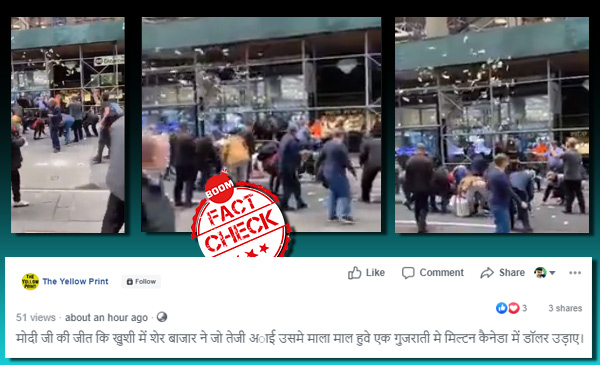 BOOM
FACT
CHECK
THE
YELLOW
PRINT
The Yellow Print
Follow
Like
Comment
Share
51 views · about an hour ago ·
3
3 shares
मोदी जी की जीत कि खुशी में शेर बाजार ने जो तेजी अाई उसमे माला माल हुवे एक गुजराती मे मिल्टन कैनेडा में डॉलर उड़ाए।